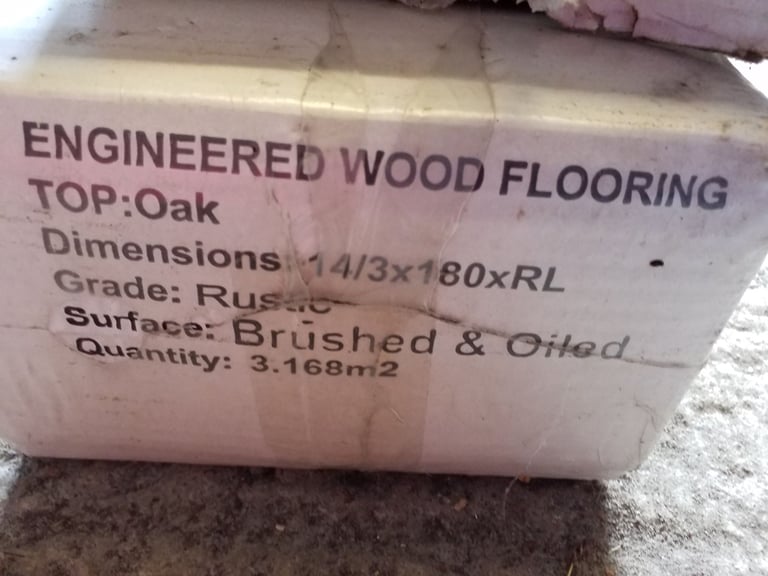 ENGINEERED WOOD FLOORING
TOP:Oak
Dimensions: 14/3x180xRL
Grade: Rustic
Surface: Brushed & Oiled
Quantity: 3.168m2